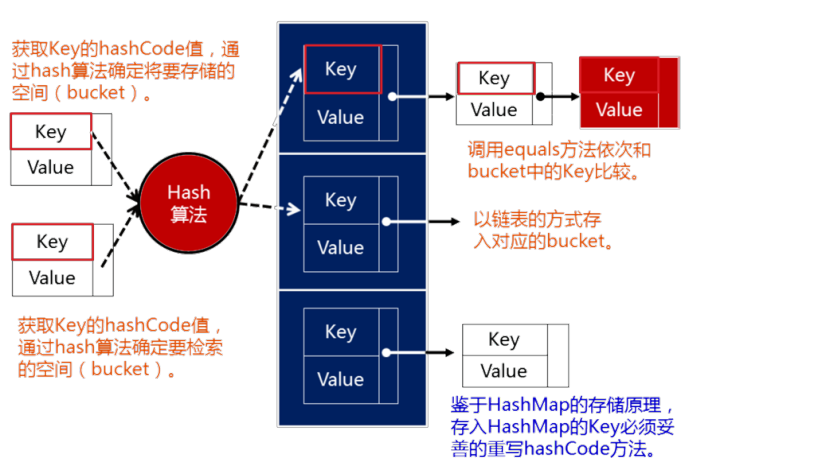 获取Key的hashCode值，通
过hash算法确定将要存储的
空间（bucket）。
Key
Value
Key
Value
Hash
算法
获取Key的hashCode值，
通过hash算法确定要检索
的空间（bucket）。
Key
Value
Key
Value
Key
Value
调用equals方法依次和
bucket中的Key比较。
Key
Value
以链表的方式存
入对应的bucket。
Key
Value
Key
Value
鉴于HashMap的存储原理，
存入HashMap的Key必须妥
善的重写hashCode方法。